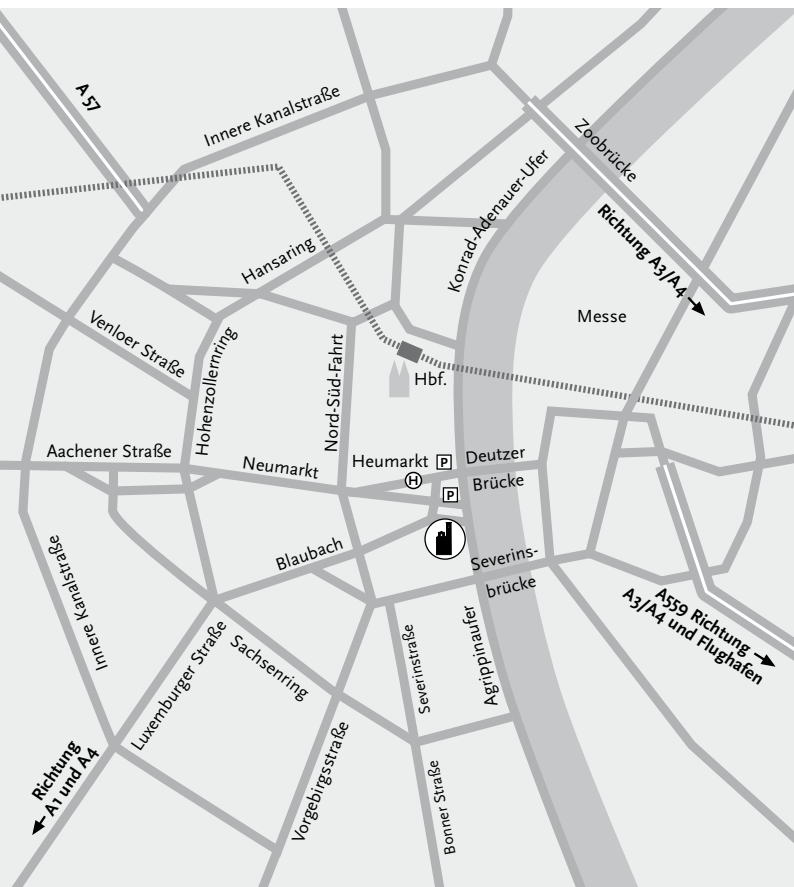 A 57
Innere Kanalstraße
Zoobrücke
Konrad-Adenauer-Ufer
Richtung A3/A4
Hansaring
Messe
Venloer Straße
Hohenzollernring
Nord-Süd-Fahrt
Hbf.
Aachener Straße
Neumarkt
Heumarkt
P
H
P
Deutzer
Brücke
Blaubach
Severins-
brücke
Innere Kanalstraße
A559 Richtung
A3/A4 und Flughafen
Luxemburger Straße
Sachsenring
Severinstraße
Agrippinaufer
Richtung
A1 und A4
Vorgebirgsstraße
Bonner Straße